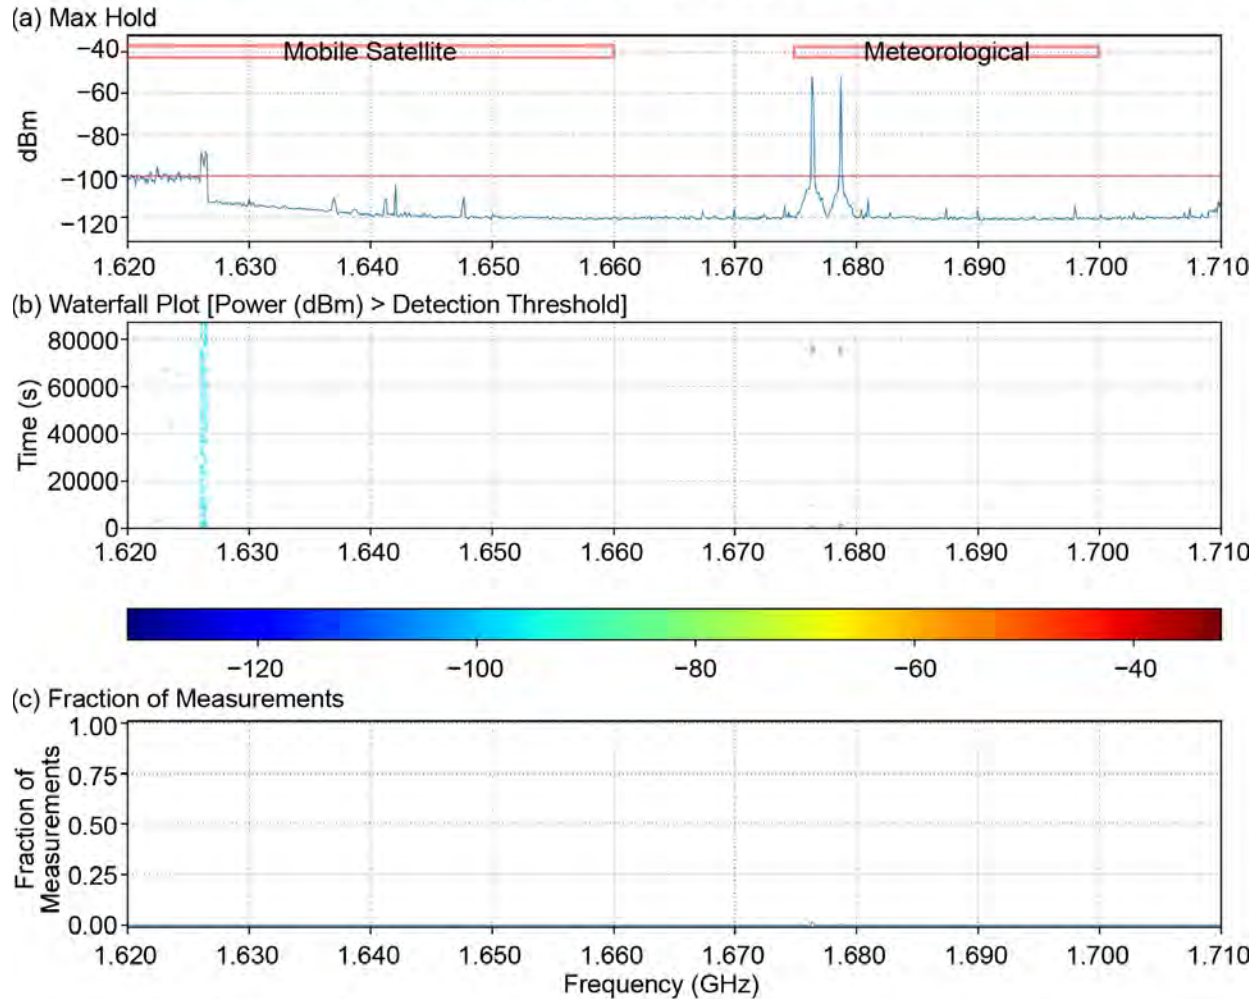 (a) Max Hold
Mobile Satellite
Meteorological
dBm
−40
−60
−80
−100
−120
1.620 1.630 1.640 1.650 1.660 1.670 1.680 1.690 1.700 1.710
(b) Waterfall Plot [Power (dBm) > Detection Threshold]
Time (s)
80000
60000
40000
20000
0
1.620 1.630 1.640 1.650 1.660 1.670 1.680 1.690 1.700 1.710
−120 −100 −80 −60 −40
(c) Fraction of Measurements
Fraction of
Measurements
1.00
0.75
0.50
0.25
0.00
1.620 1.630 1.640 1.650 1.660 1.670 1.680 1.690 1.700 1.710
Frequency (GHz)